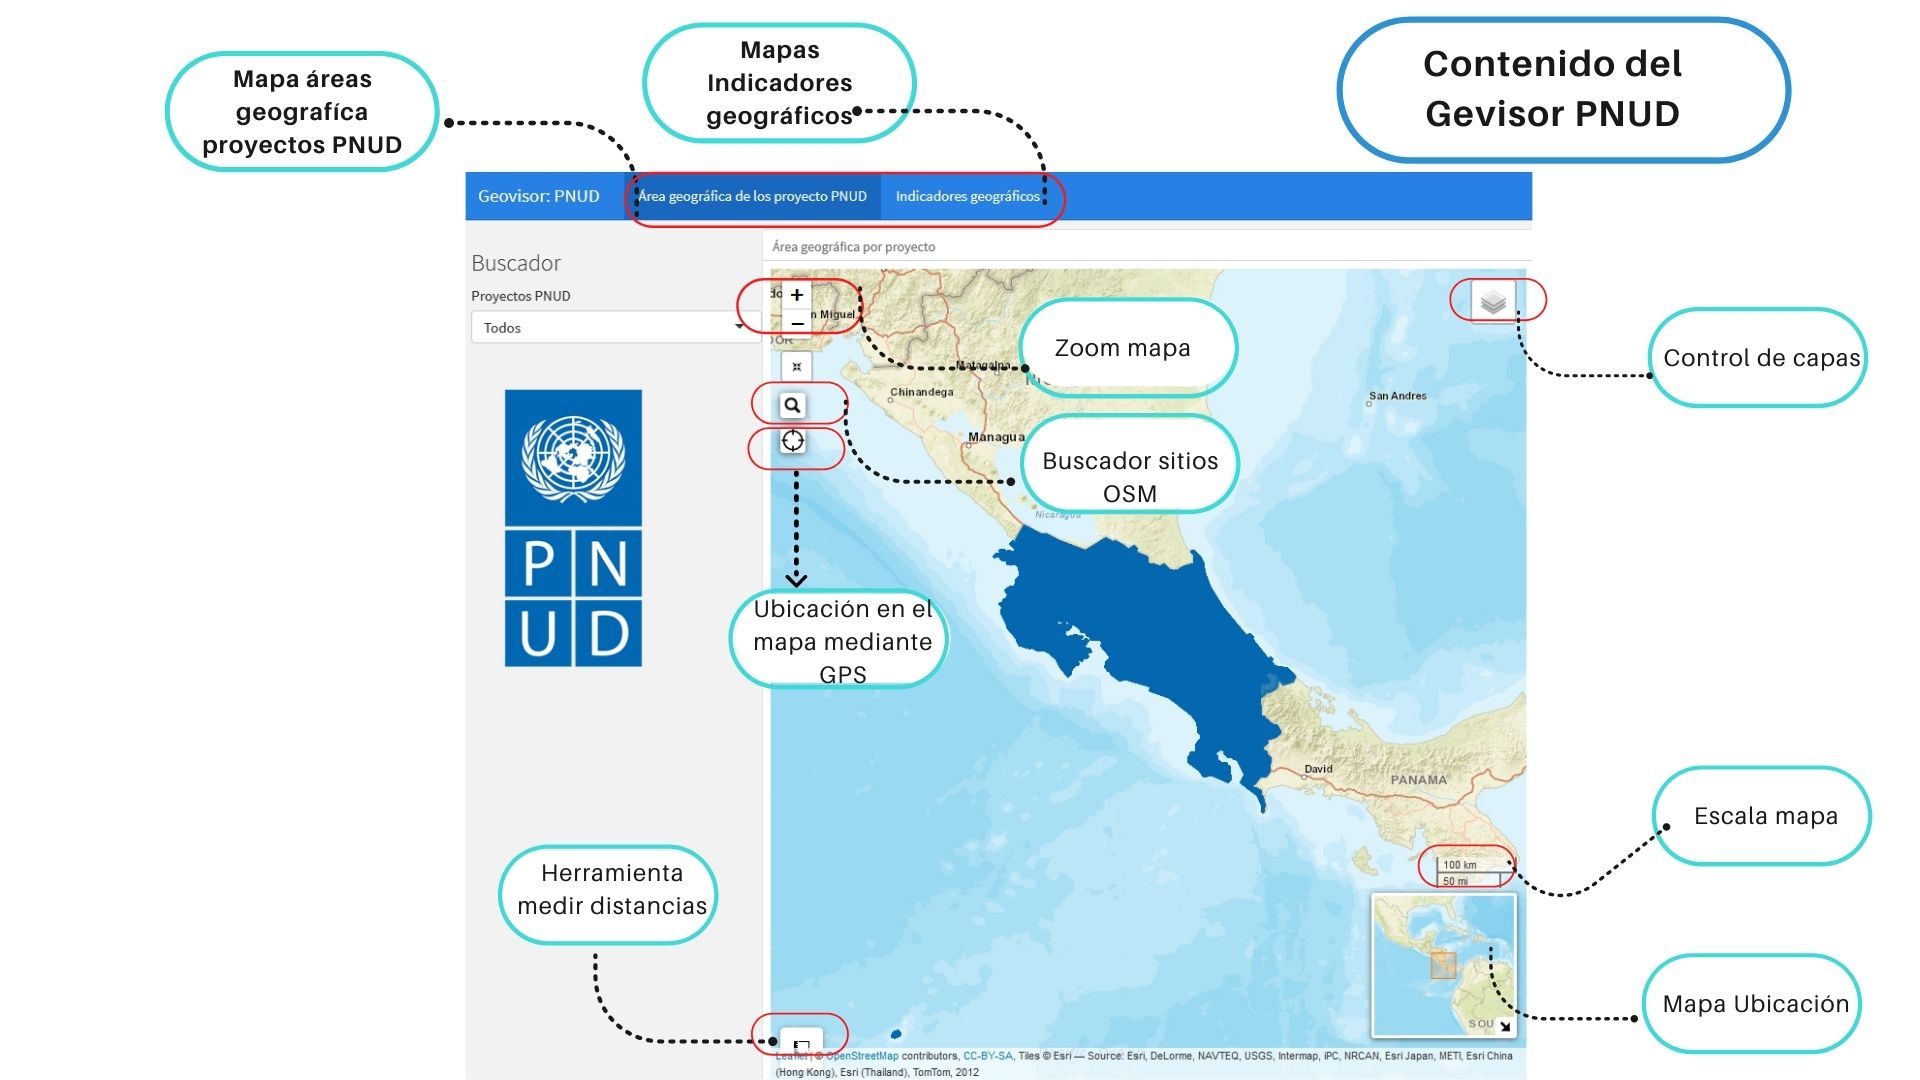 Contenido del
Gevisor PNUD
Mapa áreas
geografíca
proyectos PNUD
Mapas
Indicadores
geográficos
Geovisor: PNUD
Área geográfica de los proyecto PNUD
Indicadores geográficos
Buscador
Proyectos PNUD
Todos
P N
U D
Área geográfica por proyecto
+
−
n Miguel
Matagalpa
Chinandega
Managua
Nicaragua
San Andres
David
PANAMÁ
Zoom mapa
Buscador sitios
OSM
Ubicación en el
mapa mediante
GPS
Control de capas
Escala mapa
100 km
50 mi
Mapa Ubicación
SOU
Herramienta
medir distancias
Leaflet | © OpenStreetMap contributors, CC-BY-SA, Tiles © Esri — Source: Esri, DeLorme, NAVTEQ, USGS, Intermap, iPC, NRCAN, Esri Japan, METI, Esri China
(Hong Kong), Esri (Thailand), TomTom, 2012